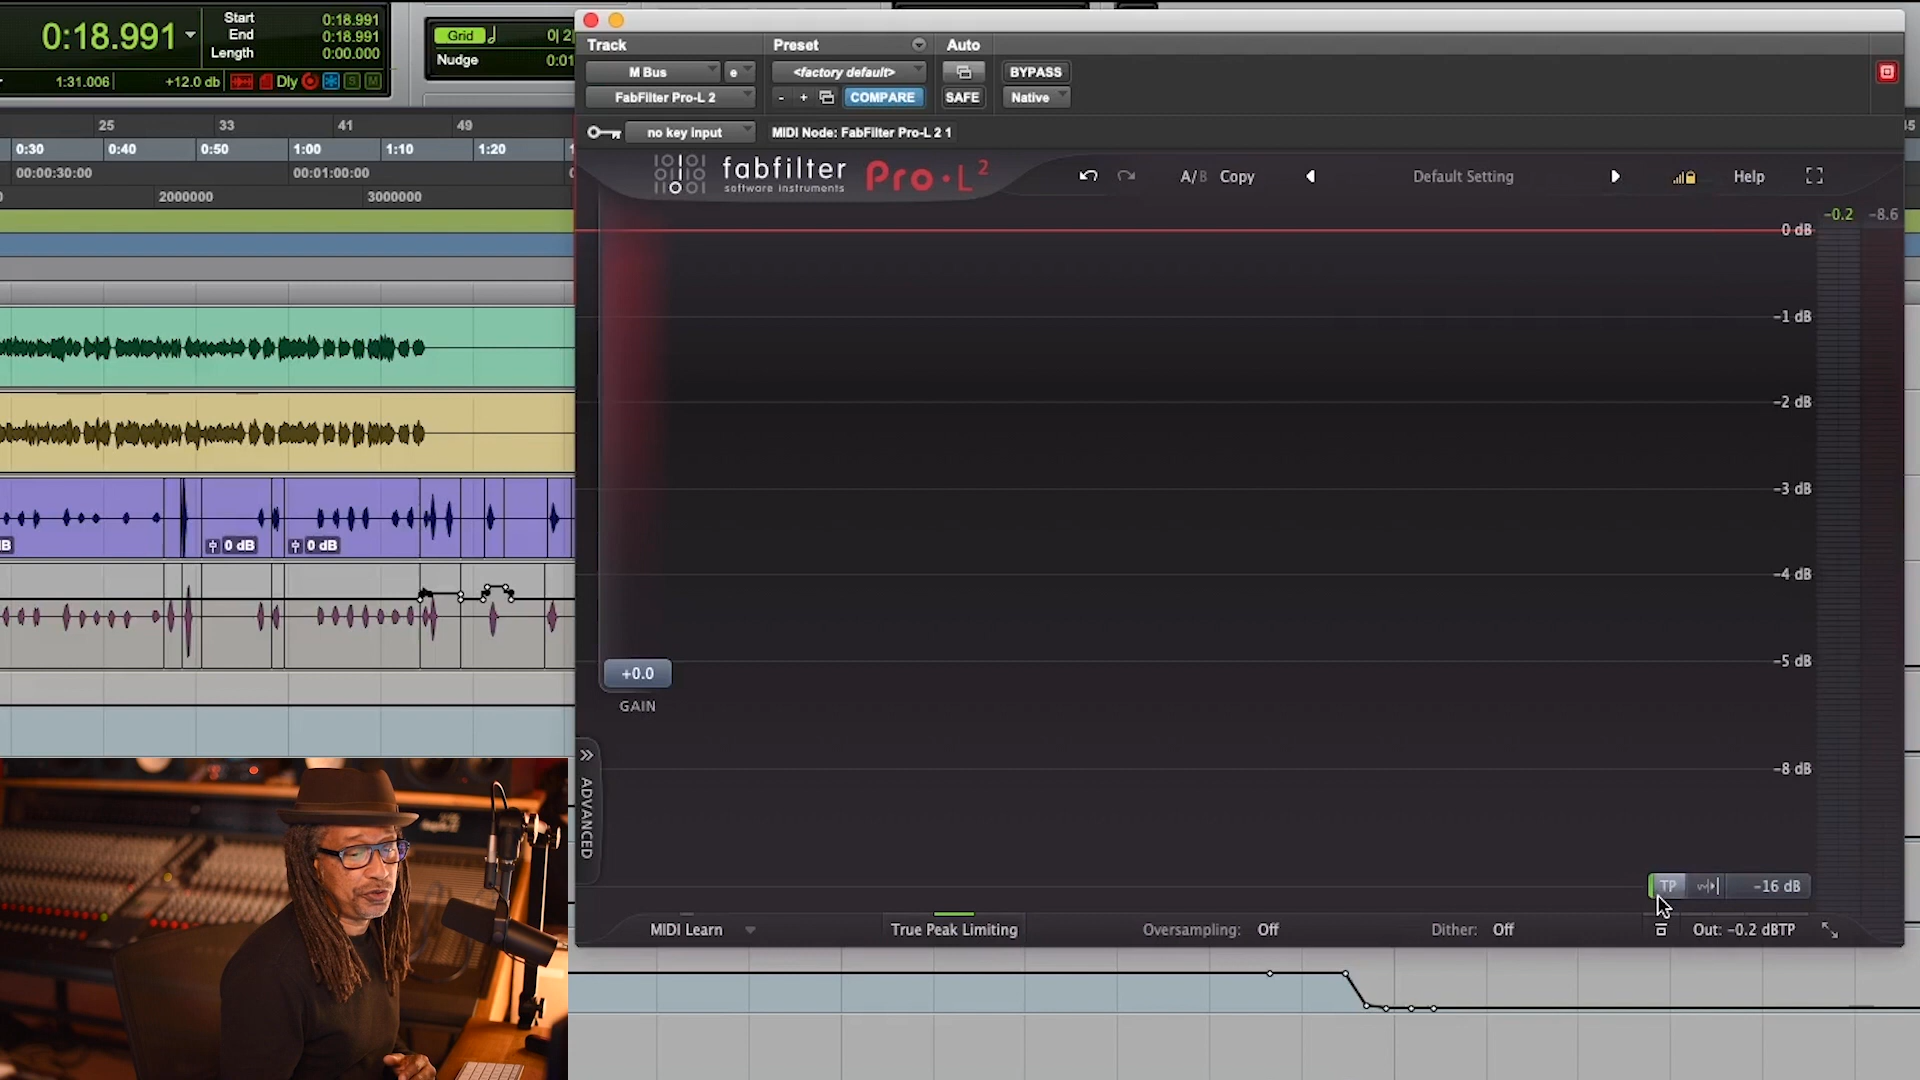 0:18.991
Start 0:18.991
End 0:18.991
Length 0:00.000
1:31.006 +12.0 db Dly S M
Grid 0| 2
Nudge 0:01
Track Preset Auto
M Bus e <factory default> BYPASS
FabFilter Pro-L 2 - + COMPARE SAFE Native
no key input MIDI Node: FabFilter Pro-L 2 1
25 33 41 49
0:30 0:40 0:50 1:00 1:10 1:20
00:00:30:00 00:01:00:00
2000000 3000000
fabfilter Pro·L²
software instruments
A/B Copy Default Setting Help
-0.2 -8.6
0 dB
-1 dB
-2 dB
-3 dB
-4 dB
-5 dB
-8 dB
0 dB 0 dB
+0.0
GAIN
ADVANCED
TP -16 dB
MIDI Learn True Peak Limiting Oversampling: Off Dither: Off Out: -0.2 dBTP